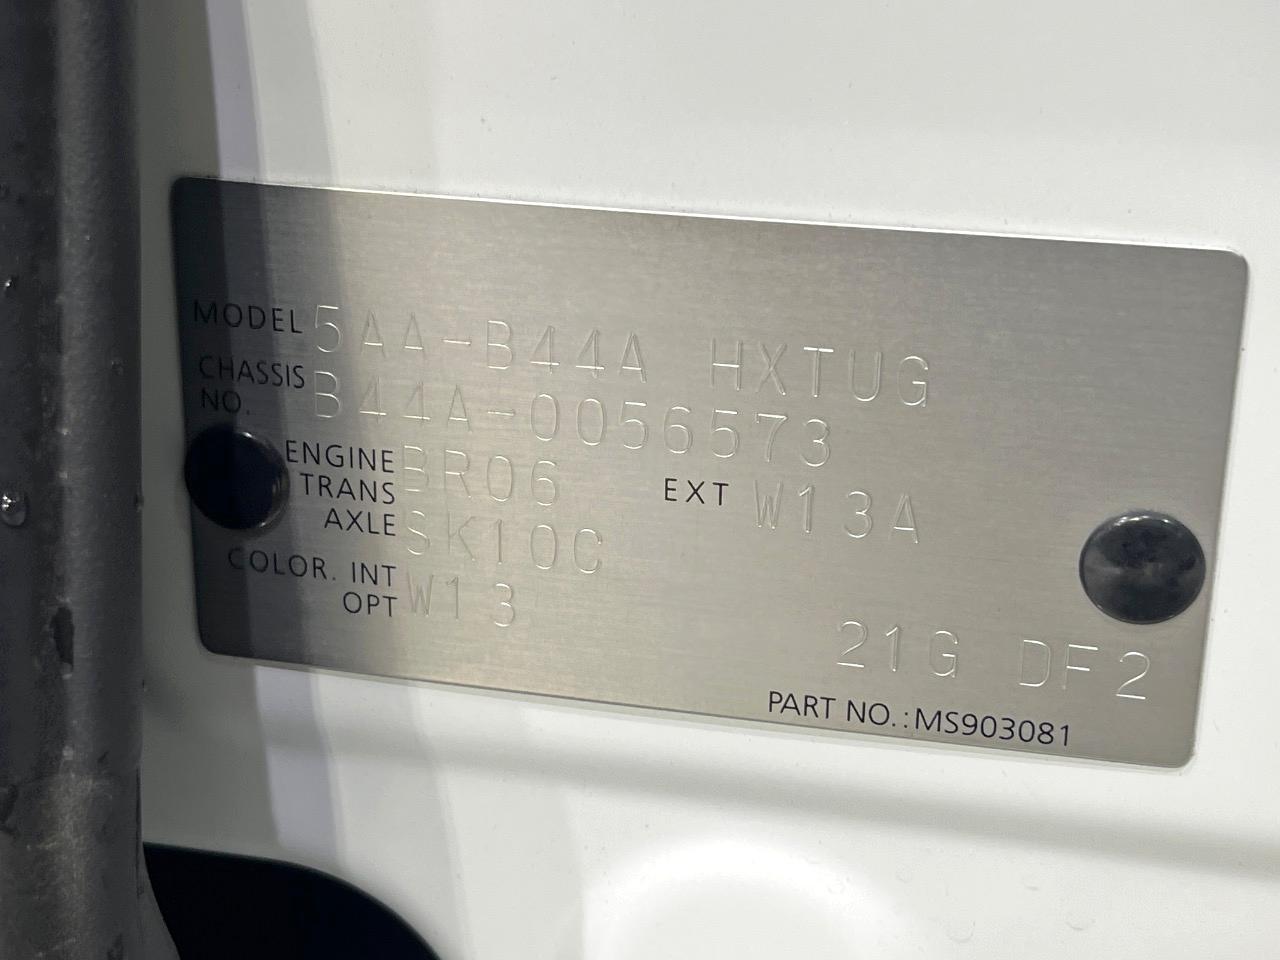 MODEL 5AA-B44A HXTUG
CHASSIS NO. B44A-0056573
ENGINE BR06 EXT W13A
TRANS
AXLE SK10C
COLOR. INT W13
OPT
21G DF2
PART NO.:MS903081